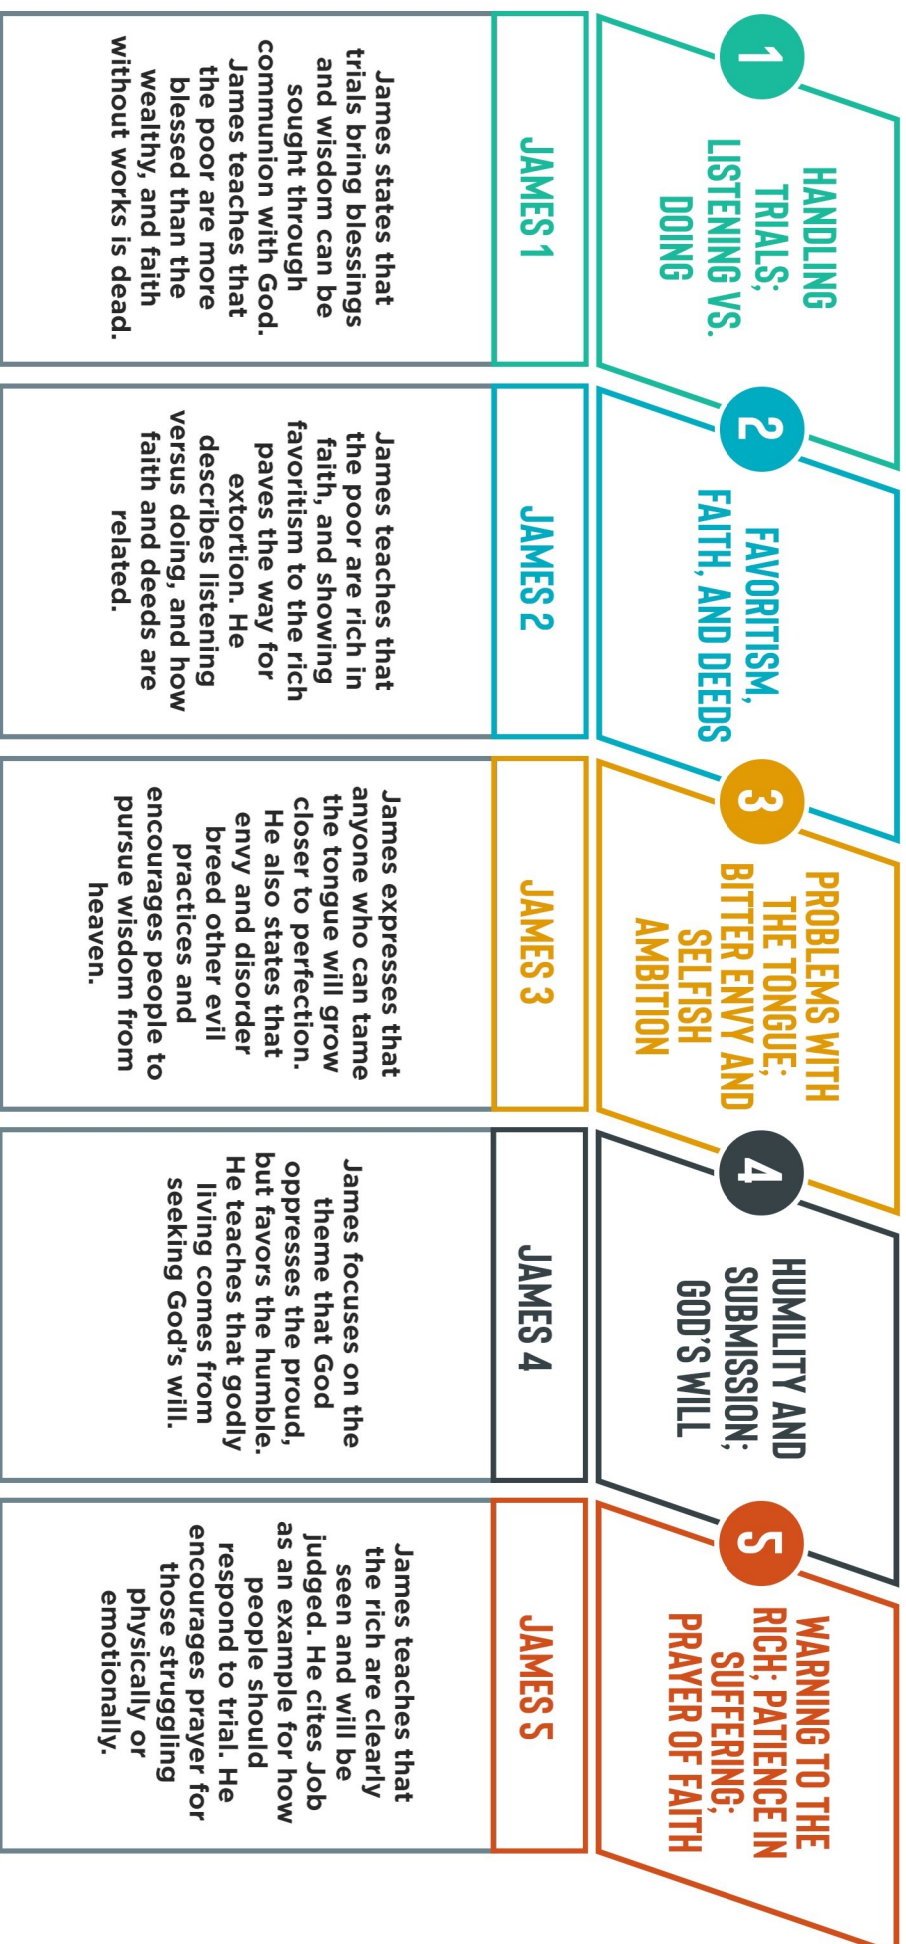 1
HANDLING
TRIALS;
LISTENING VS.
DOING
JAMES 1
James states that
trials bring blessings
and wisdom can be
sought through
communion with God.
James teaches that
the poor are more
blessed than the
wealthy, and faith
without works is dead.
2
FAVORITISM,
FAITH, AND DEEDS
JAMES 2
James teaches that
the poor are rich in
faith, and showing
favoritism to the rich
paves the way for
extortion. He
describes listening
versus doing, and how
faith and deeds are
related.
3
PROBLEMS WITH
THE TONGUE;
BITTER ENVY AND
SELFISH
AMBITION
JAMES 3
James expresses that
anyone who can tame
the tongue will grow
closer to perfection.
He also states that
envy and disorder
breed other evil
practices and
encourages people to
pursue wisdom from
heaven.
4
HUMILITY AND
SUBMISSION;
GOD'S WILL
JAMES 4
James focuses on the
theme that God
oppresses the proud,
but favors the humble.
He teaches that godly
living comes from
seeking God's will.
5
WARNING TO THE
RICH; PATIENCE IN
SUFFERING;
PRAYER OF FAITH
JAMES 5
James teaches that
the rich are clearly
seen and will be
judged. He cites Job
as an example for how
people should
respond to trial. He
encourages prayer for
those struggling
physically or
emotionally.